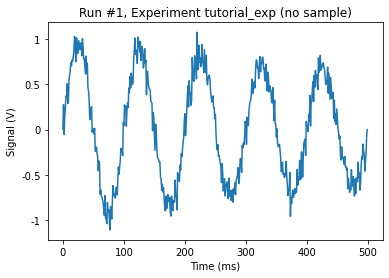 Run #1, Experiment tutorial_exp (no sample)
1
0.5
0
-0.5
-1
Signal (V)
0 100 200 300 400 500
Time (ms)